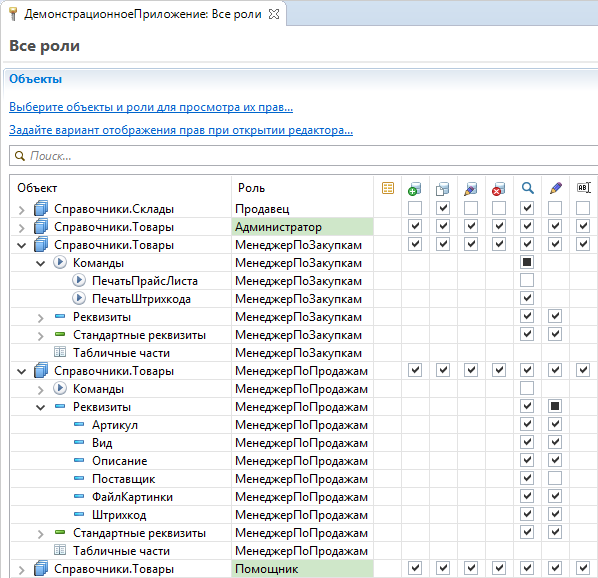 ДемонстрационноеПриложение: Все роли
Все роли
Объекты
Выберите объекты и роли для просмотра их прав...
Задайте вариант отображения прав при открытии редактора...
Поиск...
Объект Роль
Справочники.Склады Продавец
Справочники.Товары Администратор
Справочники.Товары МенеджерПоЗакупкам
Команды МенеджерПоЗакупкам
ПечатьПрайсЛиста МенеджерПоЗакупкам
ПечатьШтрихкода МенеджерПоЗакупкам
Реквизиты МенеджерПоЗакупкам
Стандартные реквизиты МенеджерПоЗакупкам
Табличные части МенеджерПоЗакупкам
Справочники.Товары МенеджерПоПродажам
Команды МенеджерПоПродажам
Реквизиты МенеджерПоПродажам
Артикул МенеджерПоПродажам
Вид МенеджерПоПродажам
Описание МенеджерПоПродажам
Поставщик МенеджерПоПродажам
ФайлКартинки МенеджерПоПродажам
Штрихкод МенеджерПоПродажам
Стандартные реквизиты МенеджерПоПродажам
Табличные части МенеджерПоПродажам
Справочники.Товары Помощник